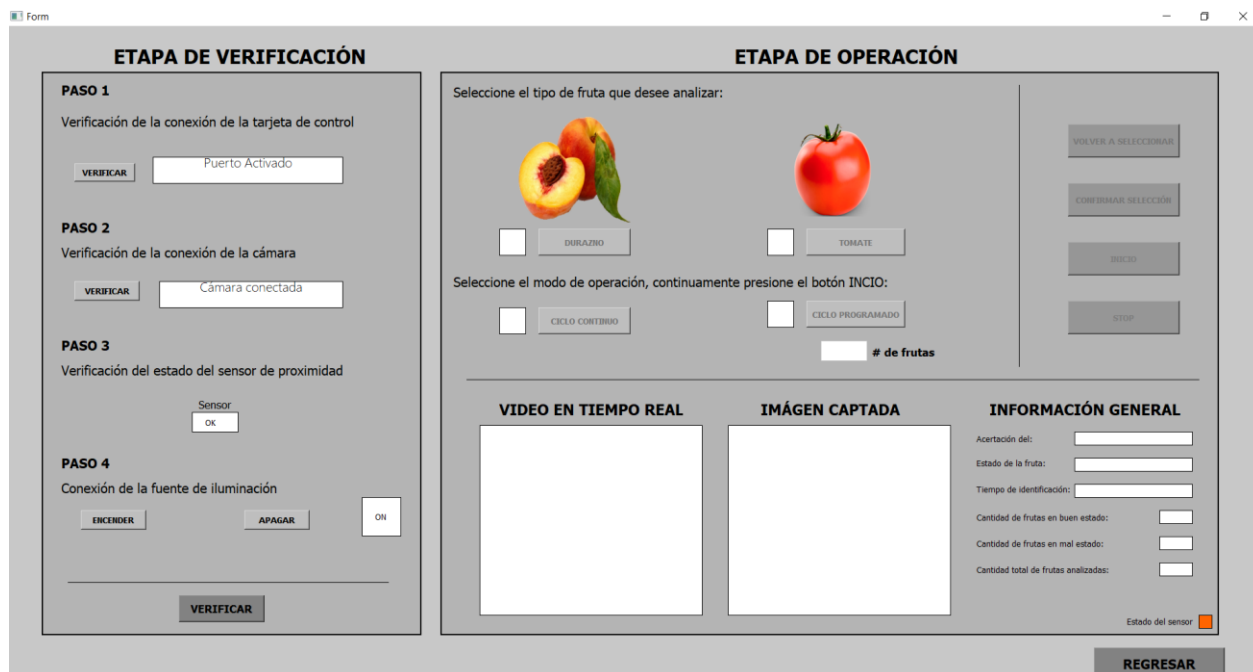 Form
ETAPA DE VERIFICACIÓN
PASO 1
Verificación de la conexión de la tarjeta de control
VERIFICAR
Puerto Activado
PASO 2
Verificación de la conexión de la cámara
VERIFICAR
Cámara conectada
PASO 3
Verificación del estado del sensor de proximidad
Sensor
OK
PASO 4
Conexión de la fuente de iluminación
ENCENDER
APAGAR
ON
VERIFICAR
ETAPA DE OPERACIÓN
Seleccione el tipo de fruta que desee analizar:
DURAZNO
TOMATE
Seleccione el modo de operación, continuamente presione el botón INCIO:
CICLO CONTINUO
CICLO PROGRAMADO
# de frutas
VOLVER A SELECCIONAR
CONFIRMAR SELECCIÓN
INICIO
STOP
VIDEO EN TIEMPO REAL
IMÁGEN CAPTADA
INFORMACIÓN GENERAL
Acertación del:
Estado de la fruta:
Tiempo de identificación:
Cantidad de frutas en buen estado:
Cantidad de frutas en mal estado:
Cantidad total de frutas analizadas:
Estado del sensor
REGRESAR